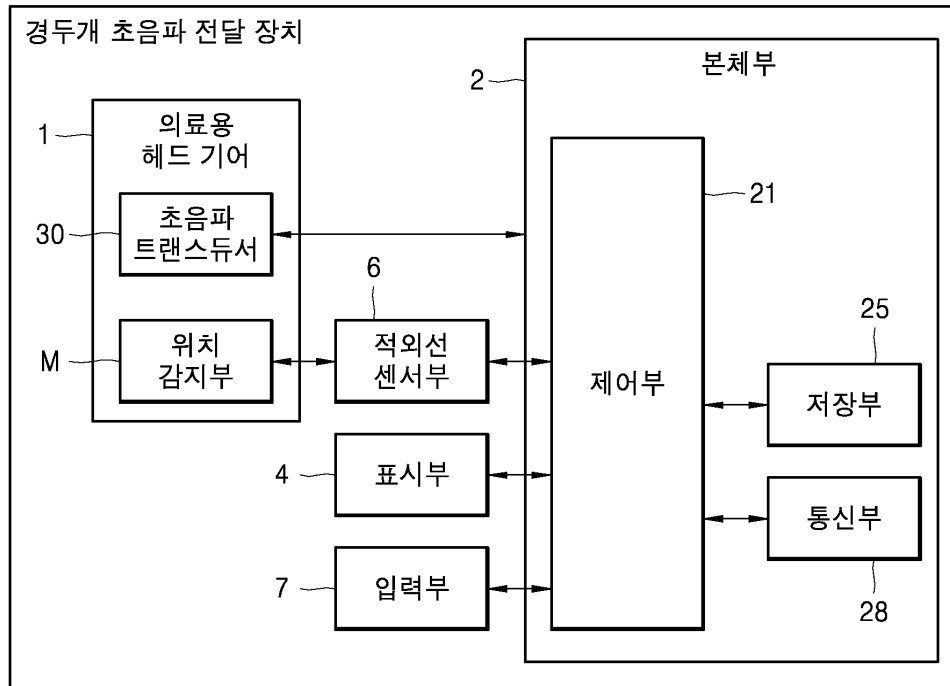 경두개 초음파 전달 장치
본체부
2
1
의료용
헤드 기어
21
30
초음파
트랜스듀서
6
25
M
위치
감지부
적외선
센서부
제어부
저장부
4
표시부
통신부
7
입력부
28